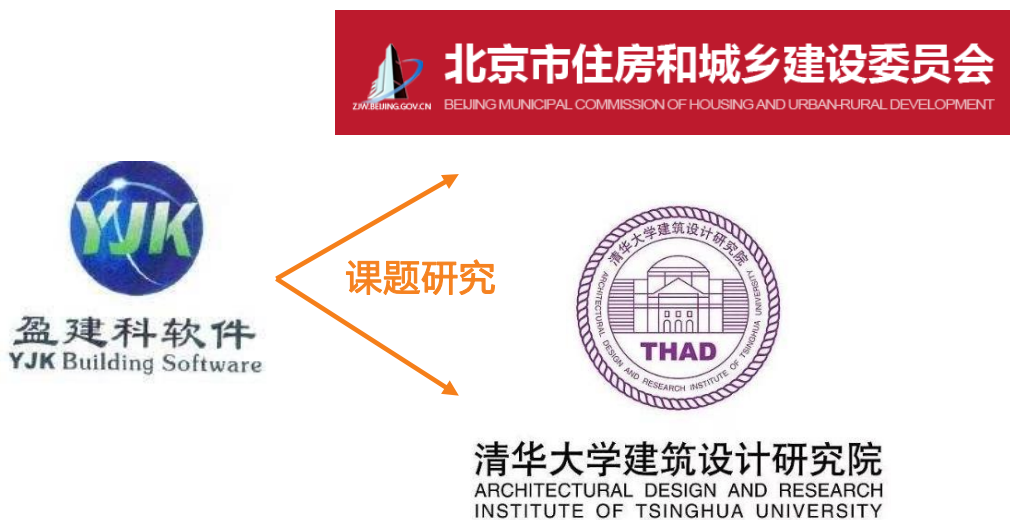 北京市住房和城乡建设委员会
ZJW.BEIJING.GOV.CN
BEIJING MUNICIPAL COMMISSION OF HOUSING AND URBAN-RURAL DEVELOPMENT
YJK
盈建科软件
YJK Building Software
课题研究
清华大学建筑设计研究院
THAD
ARCHITECTURAL DESIGN AND RESEARCH INSTITUTE OF TSINGHUA UNIVERSITY
清华大学建筑设计研究院
ARCHITECTURAL DESIGN AND RESEARCH
INSTITUTE OF TSINGHUA UNIVERSITY